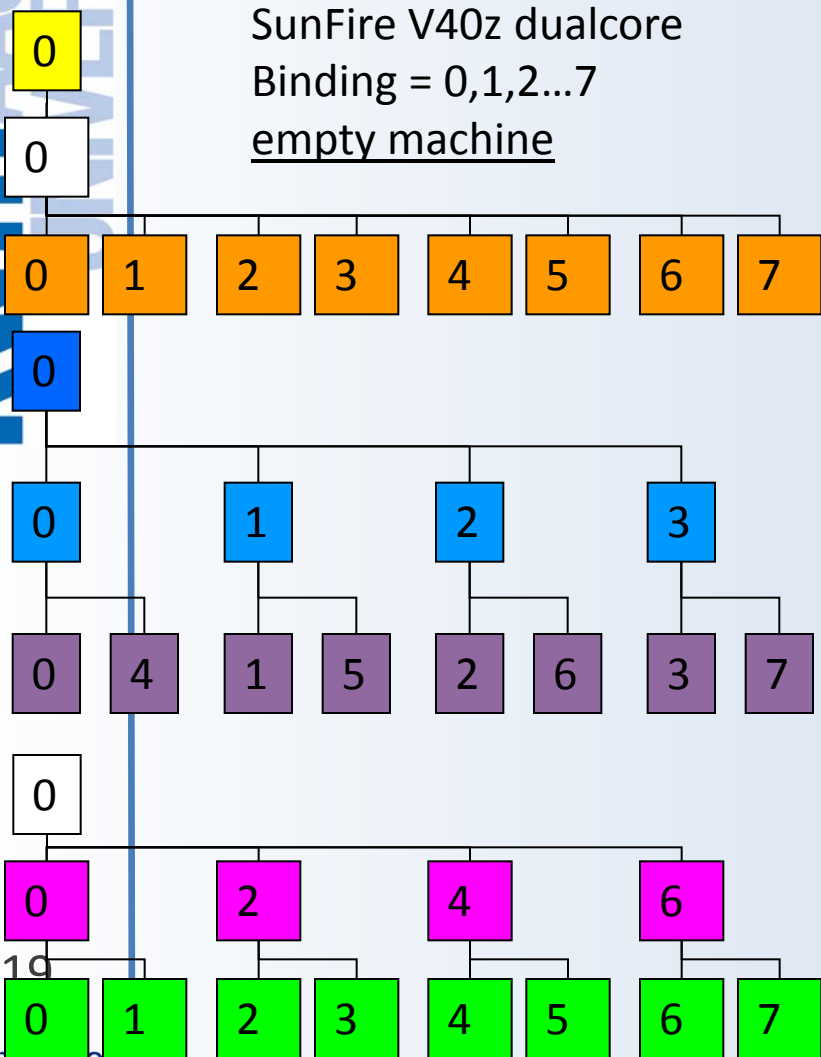 SunFire V40z dualcore
Binding = 0,1,2…7
empty machine
0
0
0 1 2 3 4 5 6 7
0
0 1 2 3
0 4 1 5 2 6 3 7
0
0 2 4 6
19
0 1 2 3 4 5 6 7